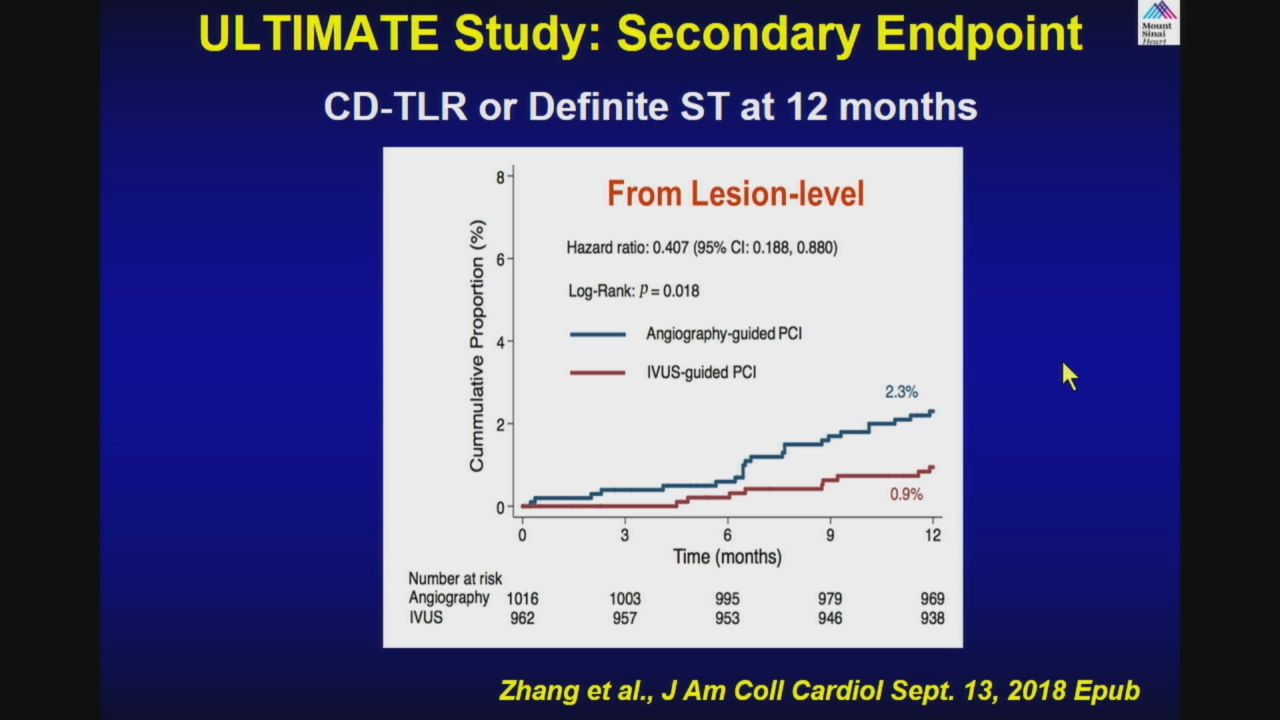 ULTIMATE Study: Secondary Endpoint
Mount
Sinai
Heart
CD-TLR or Definite ST at 12 months
From Lesion-level
Hazard ratio: 0.407 (95% CI: 0.188, 0.880)
Log-Rank: P = 0.018
Angiography-guided PCI
IVUS-guided PCI
Cummulative Proportion (%)
8
6
4
2
0
2.3%
0.9%
0 3 6 9 12
Time (months)
Number at risk
Angiography 1016 1003 995 979 969
IVUS 962 957 953 946 938
Zhang et al., J Am Coll Cardiol Sept. 13, 2018 Epub